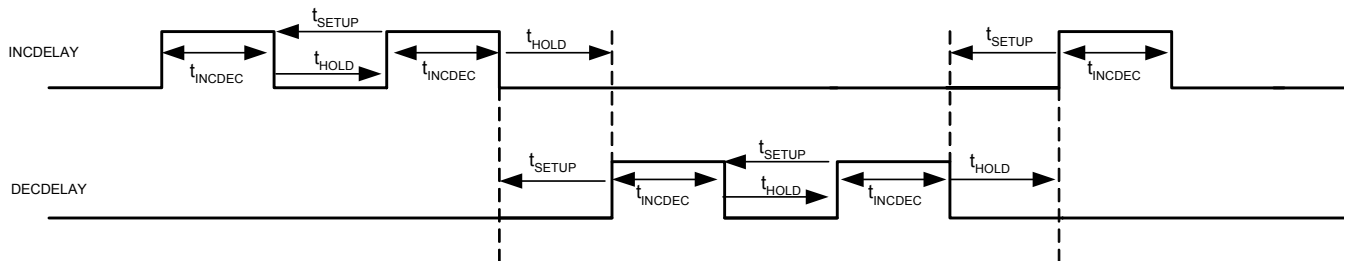 t_SETUP t_SETUP
INCDELAY t_HOLD t_HOLD
t_INCDEC t_INCDEC t_INCDEC
t_SETUP t_SETUP
DECDELAY t_HOLD t_HOLD
t_INCDEC t_INCDEC